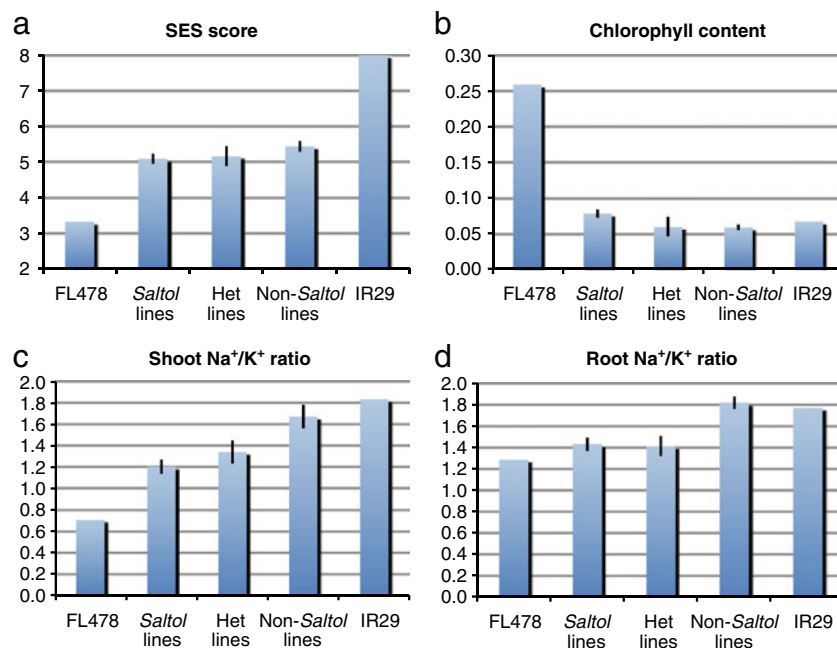 a
SES score
8
7
6
5
4
3
2
FL478
Saltol lines
Het lines
Non-Saltol lines
IR29
b
Chlorophyll content
0.30
0.25
0.20
0.15
0.10
0.05
0.00
FL478
Saltol lines
Het lines
Non-Saltol lines
IR29
c
Shoot Na⁺/K⁺ ratio
2.0
1.8
1.6
1.4
1.2
1.0
0.8
0.6
0.4
0.2
0.0
FL478
Saltol lines
Het lines
Non-Saltol lines
IR29
d
Root Na⁺/K⁺ ratio
2.0
1.8
1.6
1.4
1.2
1.0
0.8
0.6
0.4
0.2
0.0
FL478
Saltol lines
Het lines
Non-Saltol lines
IR29